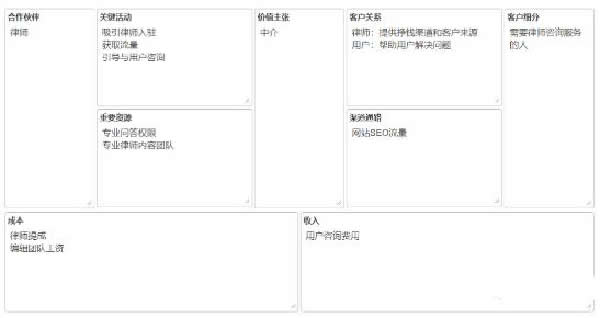 合作伙伴
律师
关键活动
吸引律师入驻
获取流量
引导与用户咨询
重要资源
专业问答权限
专业律师内容团队
价值主张
中介
客户关系
律师：提供挣钱渠道和客户来源
用户：帮助用户解决问题
渠道通路
网站SEO流量
客户细分
需要律师咨询服务
的人
成本
律师提成
编辑团队工资
收入
用户咨询费用